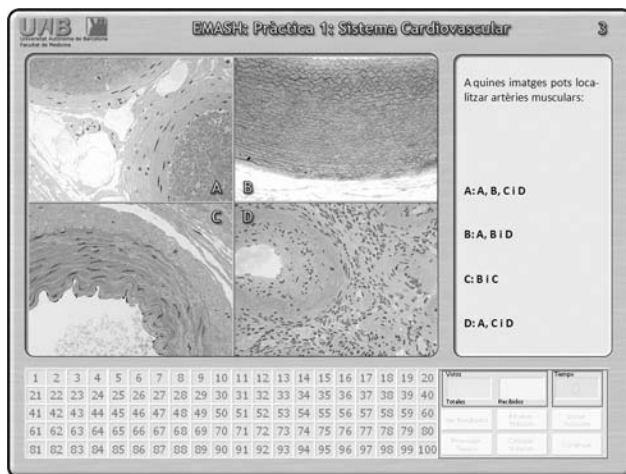 UAB
Universitat Autònoma de Barcelona
Facultat de Medicina
EMASH: Pràctica 1: Sistema Cardiovascular
3
A
B
C
D
A quines imatges pots loca-
litzar artèries musculars:
A: A, B, C i D
B: A, B i D
C: B i C
D: A, C i D
1 2 3 4 5 6 7 8 9 10 11 12 13 14 15 16 17 18 19 20
21 22 23 24 25 26 27 28 29 30 31 32 33 34 35 36 37 38 39 40
41 42 43 44 45 46 47 48 49 50 51 52 53 54 55 56 57 58 59 60
61 62 63 64 65 66 67 68 69 70 71 72 73 74 75 76 77 78 79 80
81 82 83 84 85 86 87 88 89 90 91 92 93 94 95 96 97 98 99 100
Votos
Totales
Recibidos
Tiempo
0